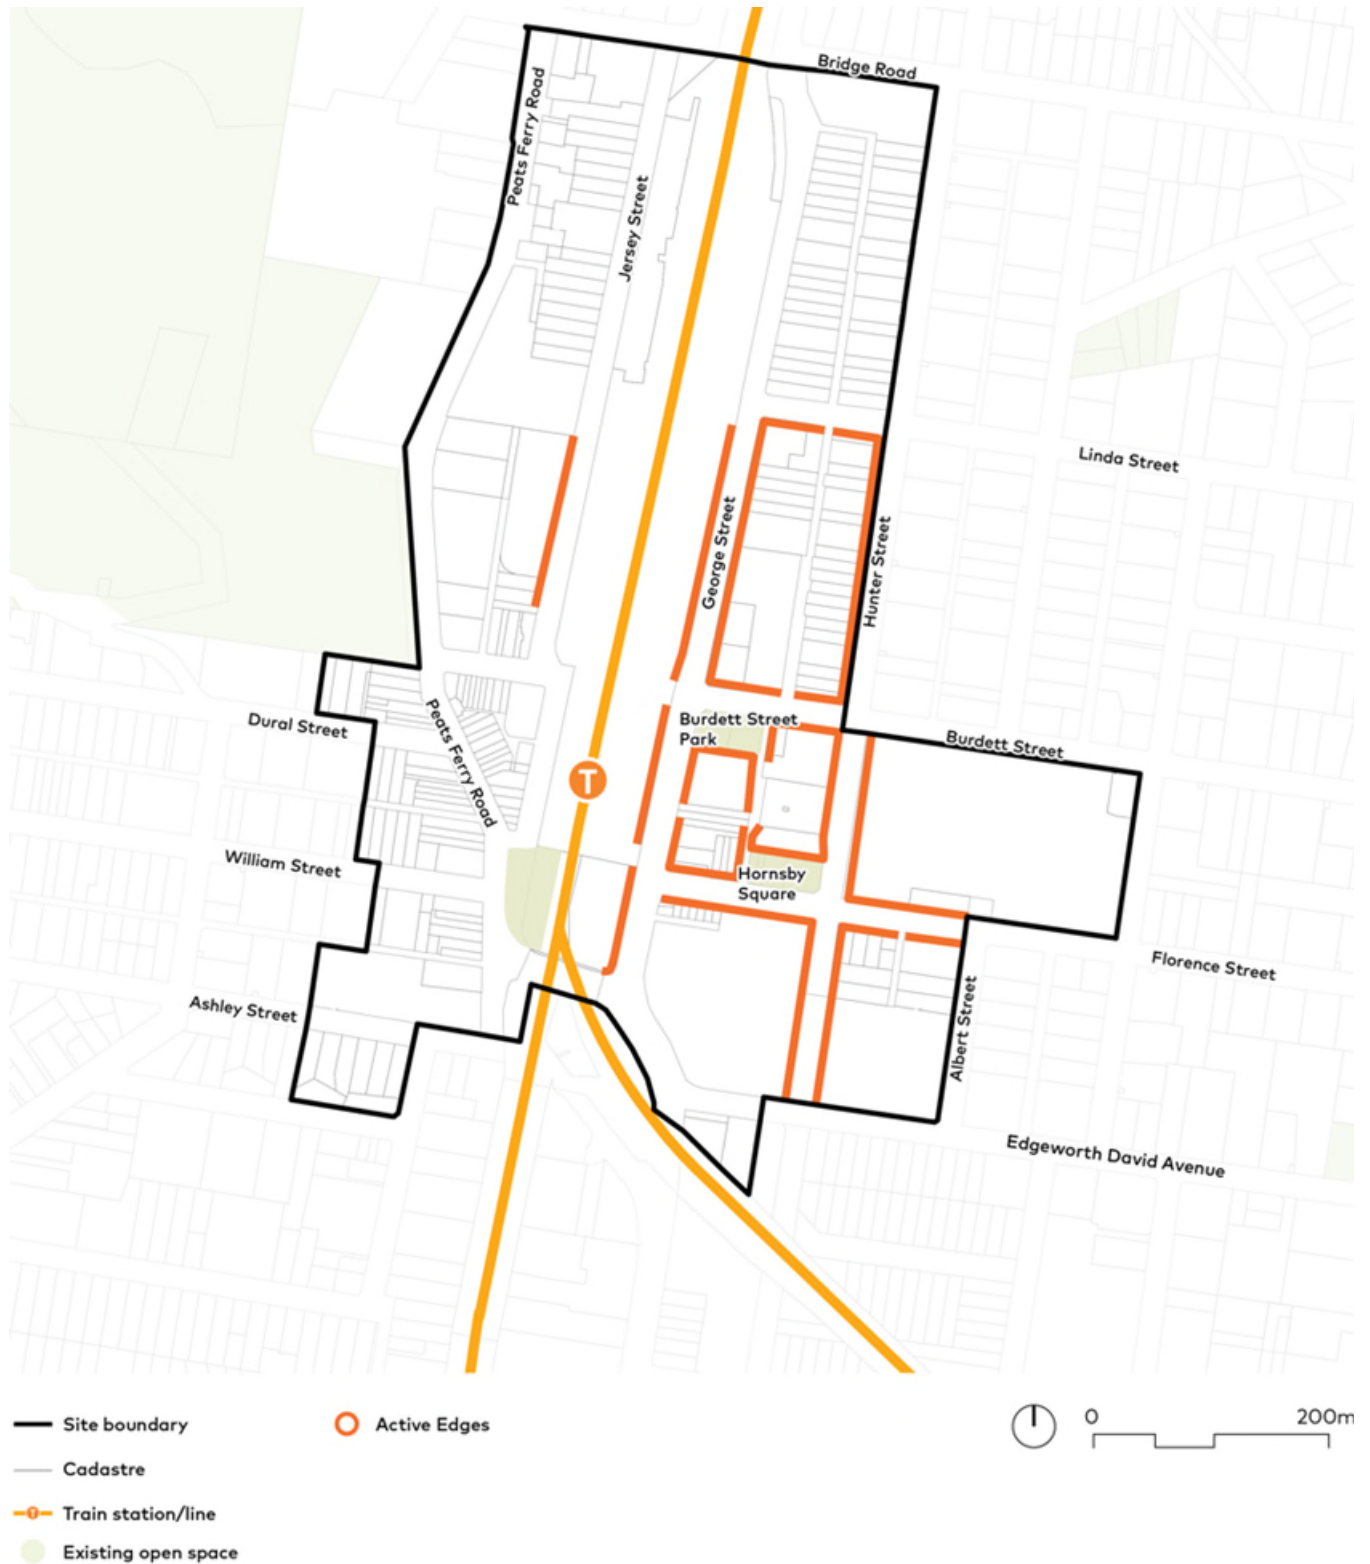 Bridge Road
Peats Ferry Road
Jersey Street
Linda Street
George Street
Hunter Street
Burdett Street
Park
Burdett Street
Dural Street
Peats Ferry Road
T
William Street
Hornsby
Square
Florence Street
Ashley Street
Albert Street
Edgeworth David Avenue
Site boundary
Active Edges
0 200m
Cadastre
T Train station/line
Existing open space